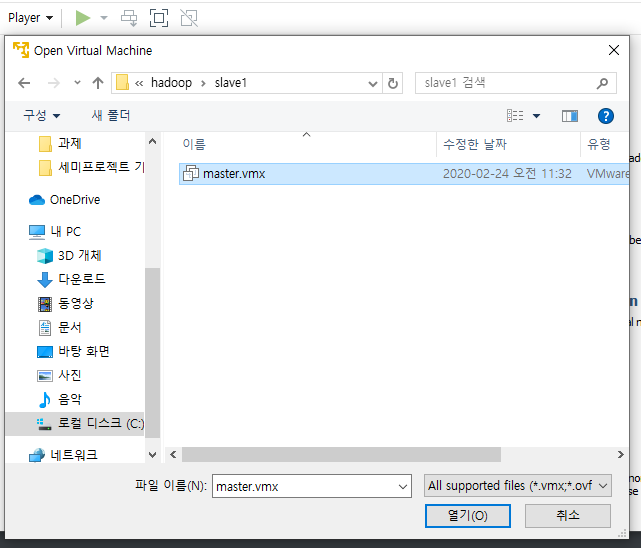 Player
Open Virtual Machine
« hadoop › slave1
slave1 검색
구성
새 폴더
이름
수정한 날짜
유형
master.vmx
2020-02-24 오전 11:32
VMware
과제
세미프로젝트 기
OneDrive
내 PC
3D 개체
다운로드
동영상
문서
바탕 화면
사진
음악
로컬 디스크 (C:)
네트워크
파일 이름(N):
master.vmx
All supported files (*.vmx;*.ovf
열기(O)
취소